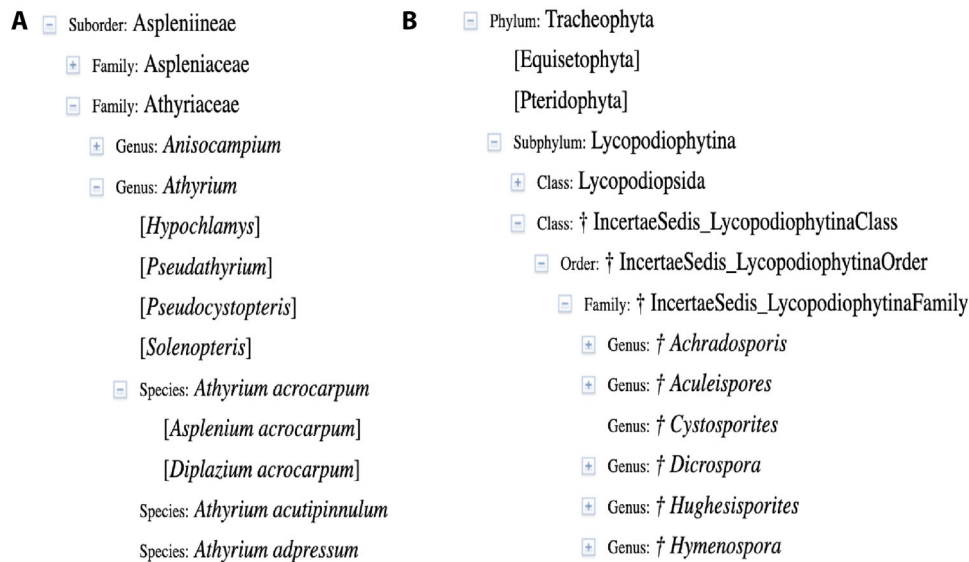 A
Suborder: Aspleniineae
Family: Aspleniaceae
Family: Athyriaceae
Genus: Anisocampium
Genus: Athyrium
[Hypochlamys]
[Pseudathyrium]
[Pseudocystopteris]
[Solenopteris]
Species: Athyrium acrocarpum
[Asplenium acrocarpum]
[Diplazium acrocarpum]
Species: Athyrium acutipinnulum
Species: Athyrium adpressum
B
Phylum: Tracheophyta
[Equisetophyta]
[Pteridophyta]
Subphylum: Lycopodiophytina
Class: Lycopodiopsida
Class: † IncertaeSedis_LycopodiophytinaClass
Order: † IncertaeSedis_LycopodiophytinaOrder
Family: † IncertaeSedis_LycopodiophytinaFamily
Genus: † Achradosporis
Genus: † Aculeispores
Genus: † Cystosporites
Genus: † Dicrospora
Genus: † Hughesisporites
Genus: † Hymenospora